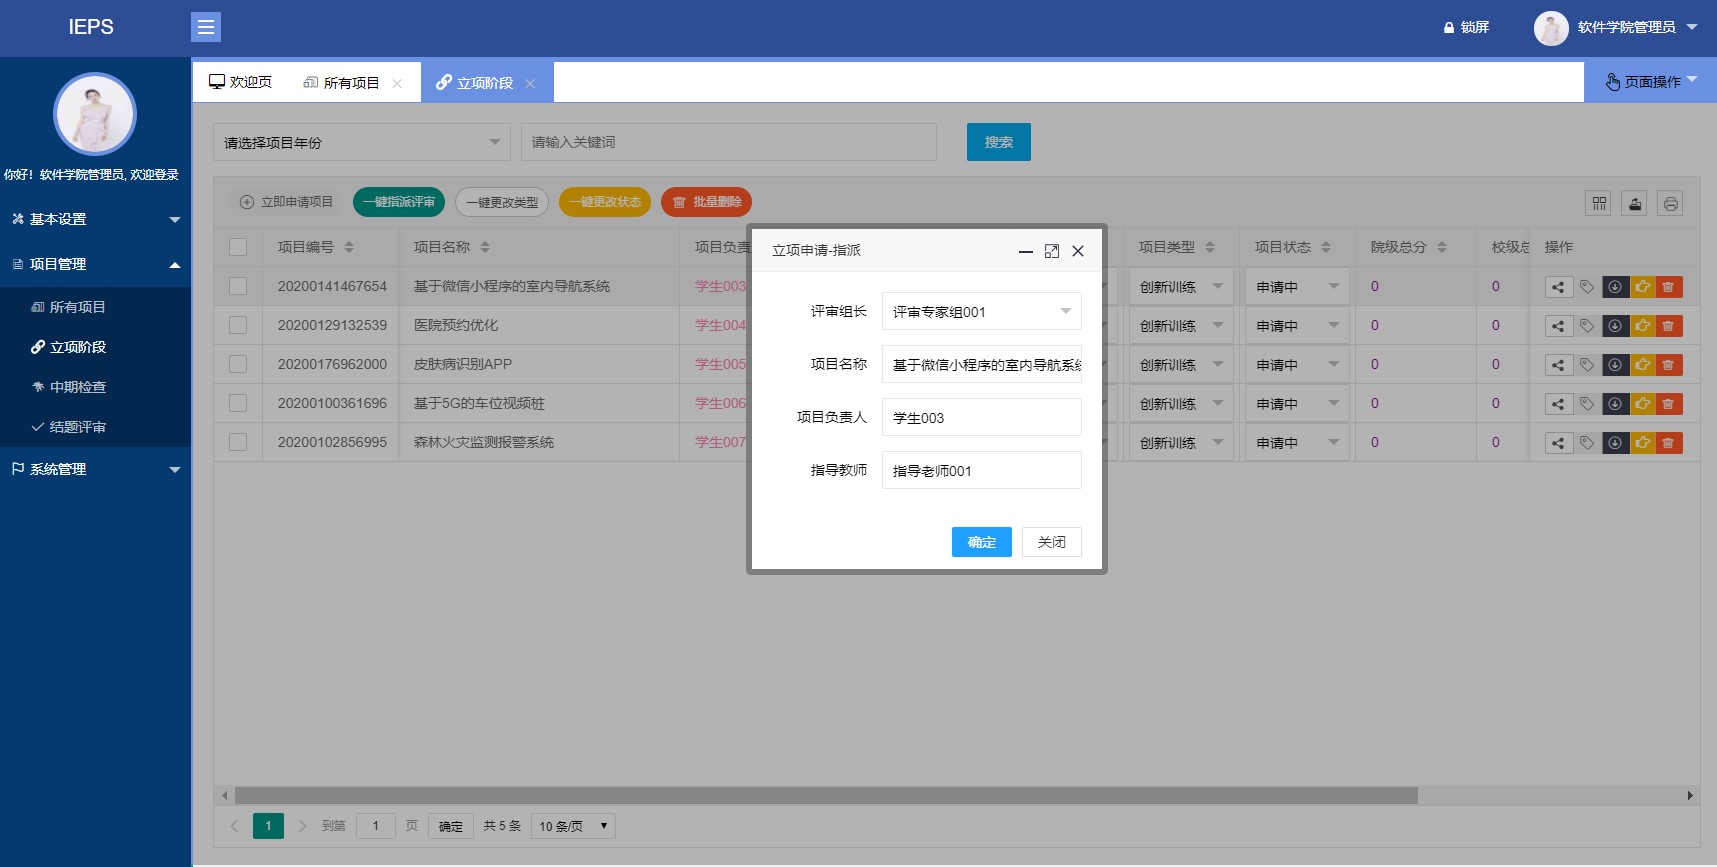 IEPS
锁屏
软件学院管理员
你好！软件学院管理员, 欢迎登录
基本设置
项目管理
所有项目
立项阶段
中期检查
结题评审
系统管理
欢迎页
所有项目
立项阶段
页面操作
请选择项目年份
请输入关键词
搜索
立即申请项目
一键指派评审
一键更改类型
一键更改状态
批量删除
项目编号 项目名称 项目负责 项目类型 项目状态 院级总分 校级总 操作
20200141467654 基于微信小程序的室内导航系统 学生003 创新训练 申请中 0 0
20200129132539 医院预约优化 学生004 创新训练 申请中 0 0
20200176962000 皮肤病识别APP 学生005 创新训练 申请中 0 0
20200100361696 基于5G的车位视频桩 学生006 创新训练 申请中 0 0
20200102856995 森林火灾监测报警系统 学生007 创新训练 申请中 0 0
立项申请-指派
评审组长 评审专家组001
项目名称 基于微信小程序的室内导航系统
项目负责人 学生003
指导教师 指导老师001
确定 关闭
1 到第 1 页 确定 共 5 条 10 条/页